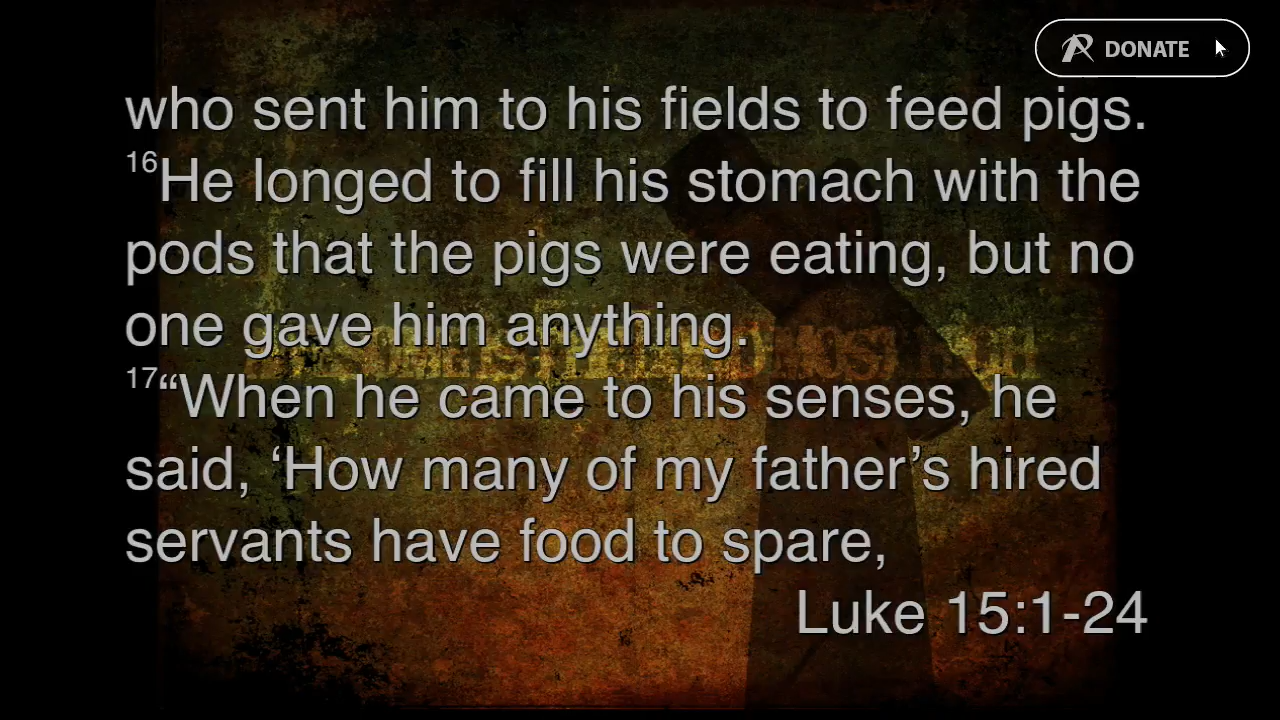 DONATE
who sent him to his fields to feed pigs.
16He longed to fill his stomach with the
pods that the pigs were eating, but no
one gave him anything.
17“When he came to his senses, he
said, ‘How many of my father’s hired
servants have food to spare,
Luke 15:1-24